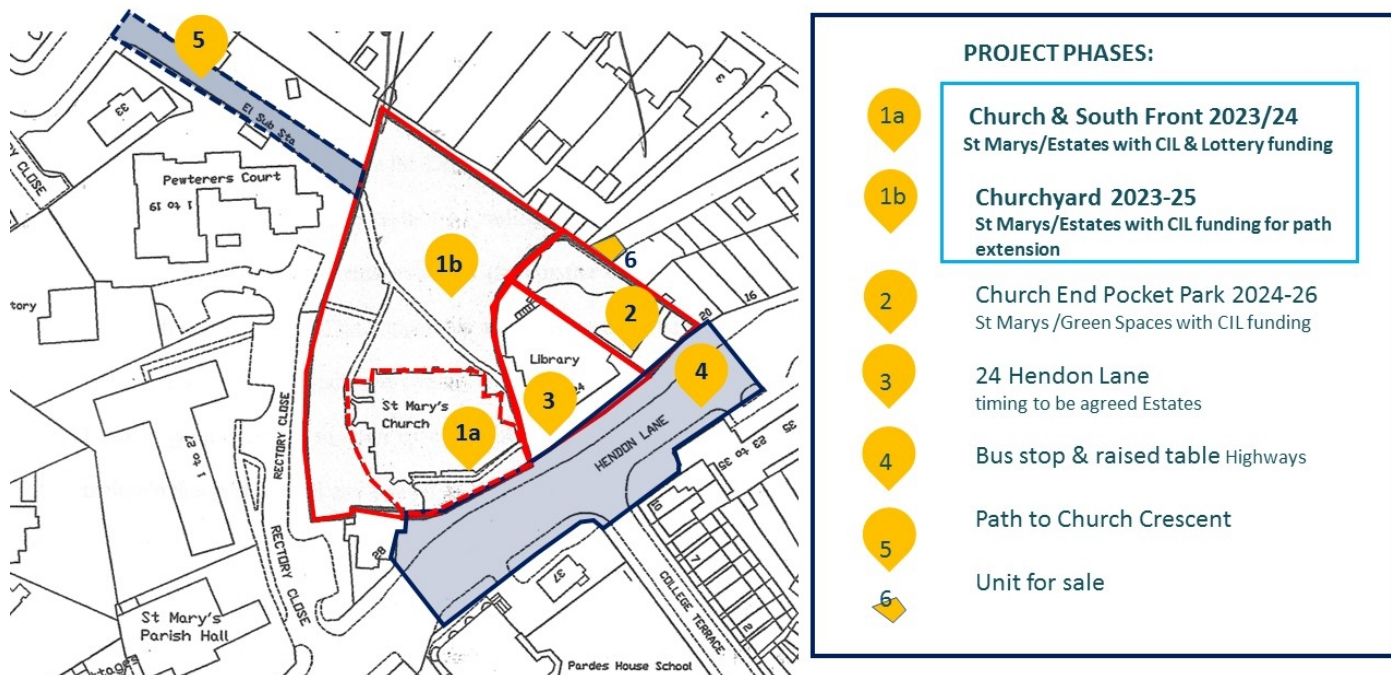 5
El Sub Sta
33
RECTORY CLOSE
Pewterers Court
1 to 19
1b
6
2
20
16
3
1
Library
24
3
4
St Mary's
Church
1a
HENDON LANE
23 to 35
35
1 to 27
RECTORY CLOSE
RECTORY CLOSE
28
37
10
2
COLLEGE TERRACE
St Mary's
Parish Hall
Pardes House School
PROJECT PHASES:
1a
Church & South Front 2023/24
St Marys/Estates with CIL & Lottery funding
1b
Churchyard 2023-25
St Marys/Estates with CIL funding for path
extension
2
Church End Pocket Park 2024-26
St Marys /Green Spaces with CIL funding
3
24 Hendon Lane
timing to be agreed Estates
4
Bus stop & raised table Highways
5
Path to Church Crescent
6
Unit for sale